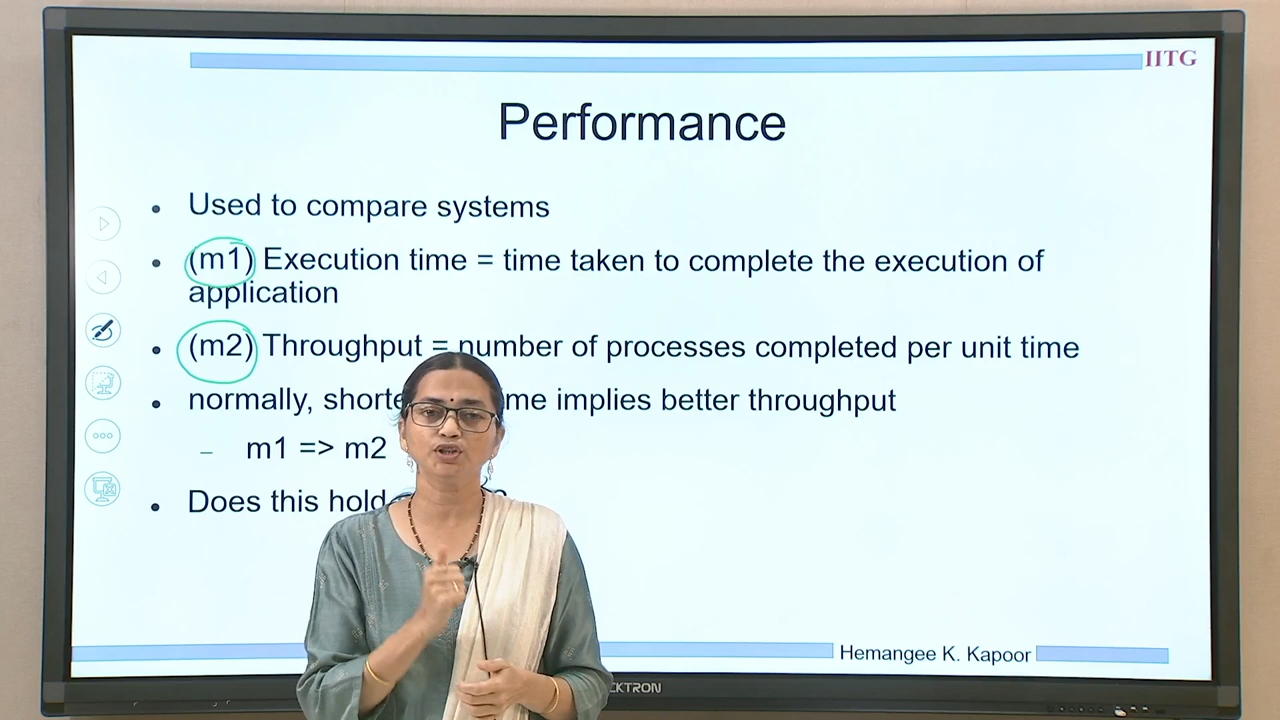 IITG
Performance
• Used to compare systems
• (m1) Execution time = time taken to complete the execution of
application
• (m2) Throughput = number of processes completed per unit time
• normally, shorte me implies better throughput
– m1 => m2
• Does this hold ?
Hemangee K. Kapoor
CKTRON